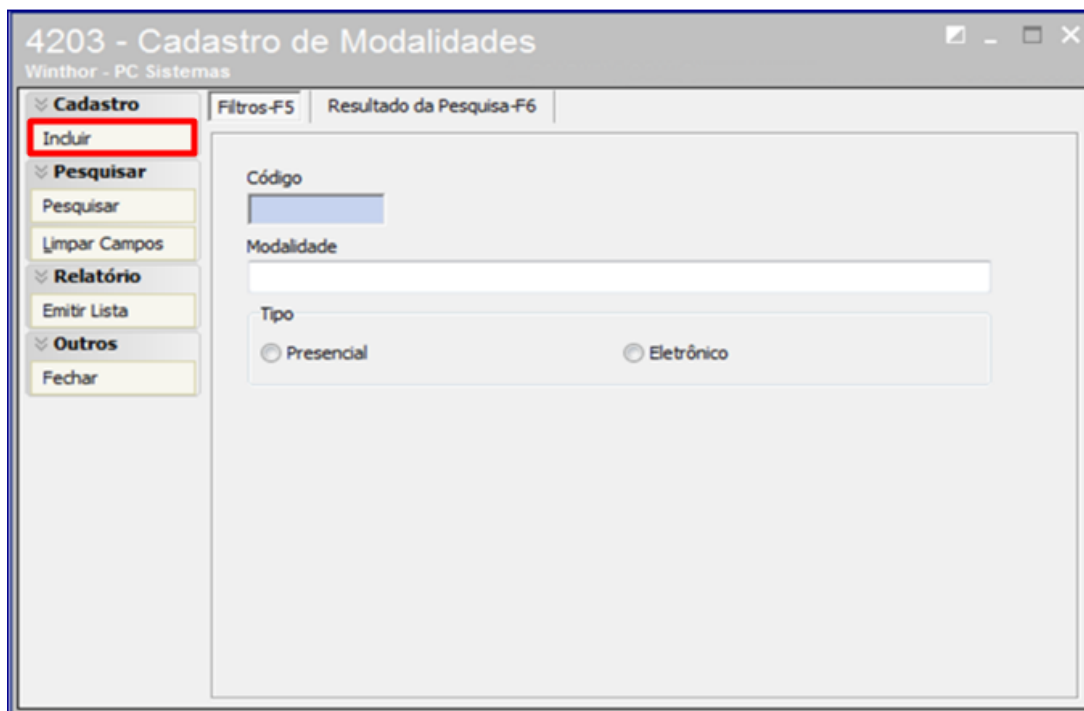 4203 - Cadastro de Modalidades
Winthor - PC Sistemas
Cadastro
Incluir
Pesquisar
Pesquisar
Limpar Campos
Relatório
Emitir Lista
Outros
Fechar
Filtros-F5 Resultado da Pesquisa-F6
Código
Modalidade
Tipo
Presencial Eletrônico